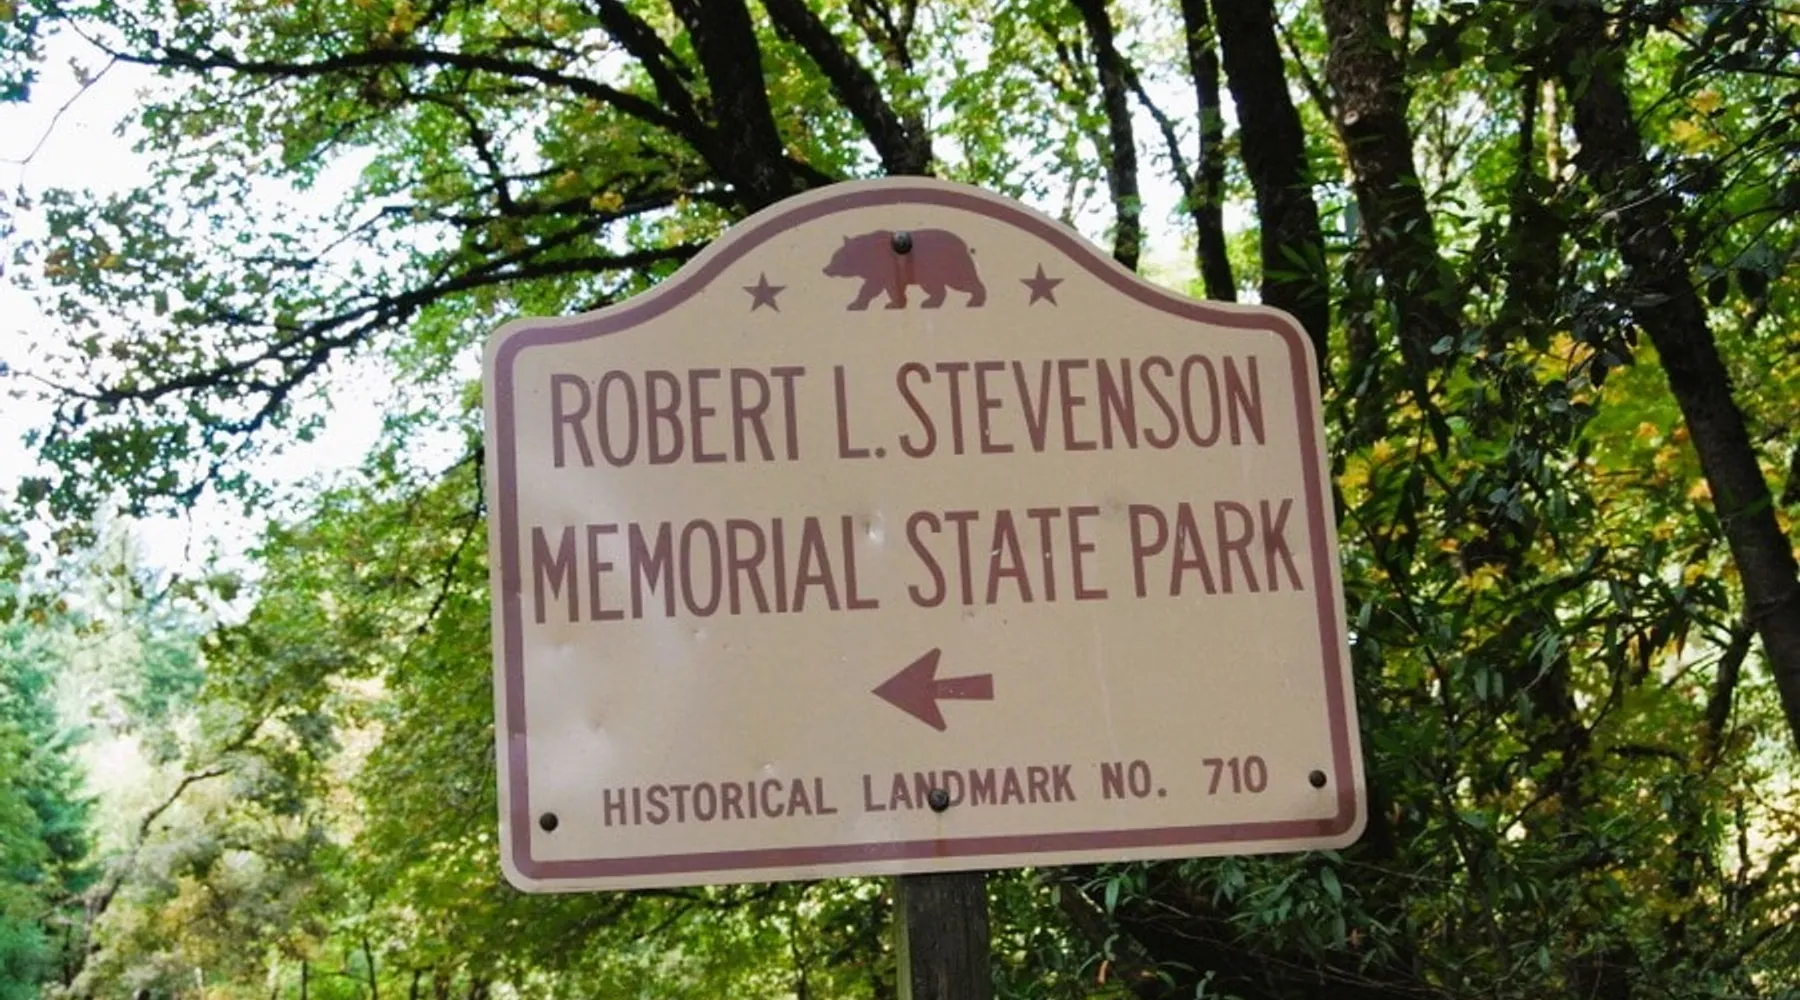 ROBERT L. STEVENSON
MEMORIAL STATE PARK
HISTORICAL LANDMARK NO. 710